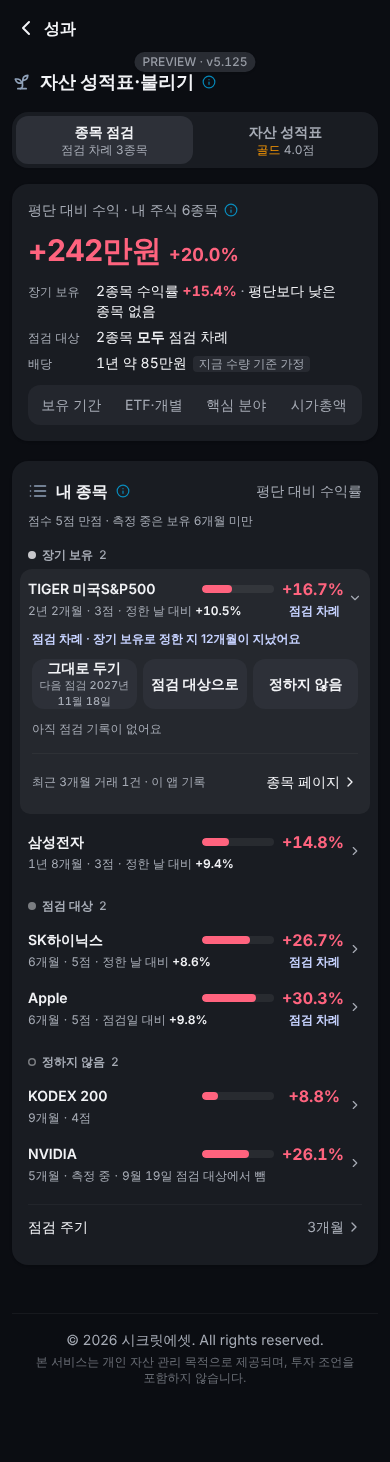 성과
PREVIEW · v5.125
자산 성적표·불리기
종목 점검
점검 차례 3종목
자산 성적표
골드 4.0점
평단 대비 수익 · 내 주식 6종목
+242만원 +20.0%
장기 보유 2종목 수익률 +15.4% · 평단보다 낮은
종목 없음
점검 대상 2종목 모두 점검 차례
배당 1년 약 85만원 지금 수량 기준 가정
보유 기간 ETF·개별 핵심 분야 시가총액
내 종목 평단 대비 수익률
점수 5점 만점 · 측정 중은 보유 6개월 미만
장기 보유 2
TIGER 미국S&P500 +16.7%
2년 2개월 · 3점 · 정한 날 대비 +10.5% 점검 차례
점검 차례 · 장기 보유로 정한 지 12개월이 지났어요
그대로 두기
다음 점검 2027년
11월 18일
점검 대상으로
정하지 않음
아직 점검 기록이 없어요
최근 3개월 거래 1건 · 이 앱 기록 종목 페이지
삼성전자 +14.8%
1년 8개월 · 3점 · 정한 날 대비 +9.4%
점검 대상 2
SK하이닉스 +26.7%
6개월 · 5점 · 정한 날 대비 +8.6% 점검 차례
Apple +30.3%
6개월 · 5점 · 점검일 대비 +9.8% 점검 차례
정하지 않음 2
KODEX 200 +8.8%
9개월 · 4점
NVIDIA +26.1%
5개월 · 측정 중 · 9월 19일 점검 대상에서 뺌
점검 주기 3개월
© 2026 시크릿에셋. All rights reserved.
본 서비스는 개인 자산 관리 목적으로 제공되며, 투자 조언을
포함하지 않습니다.